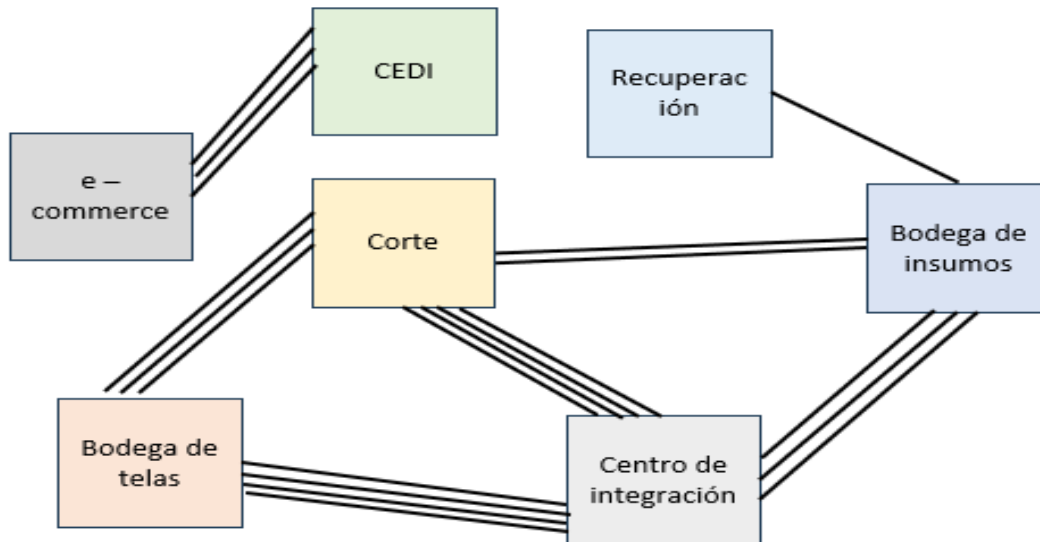 CEDI
Recuperac
ión
e –
commerce
Corte
Bodega de
insumos
Bodega de
telas
Centro de
integración